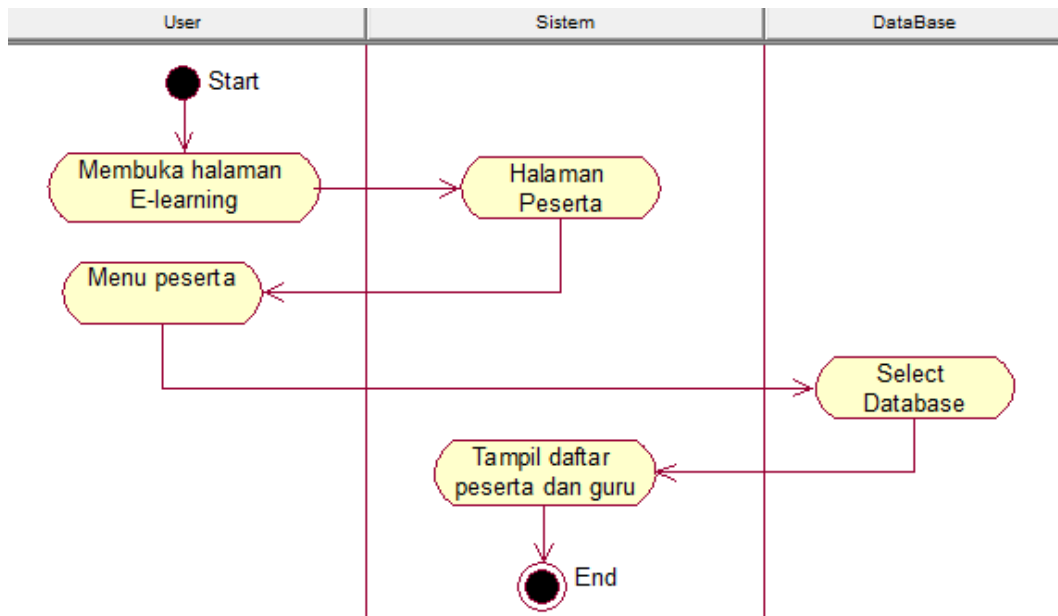 User
Sistem
DataBase
Start
Membuka halaman
E-learning
Halaman
Peserta
Menu peserta
Select
Database
Tampil daftar
peserta dan guru
End